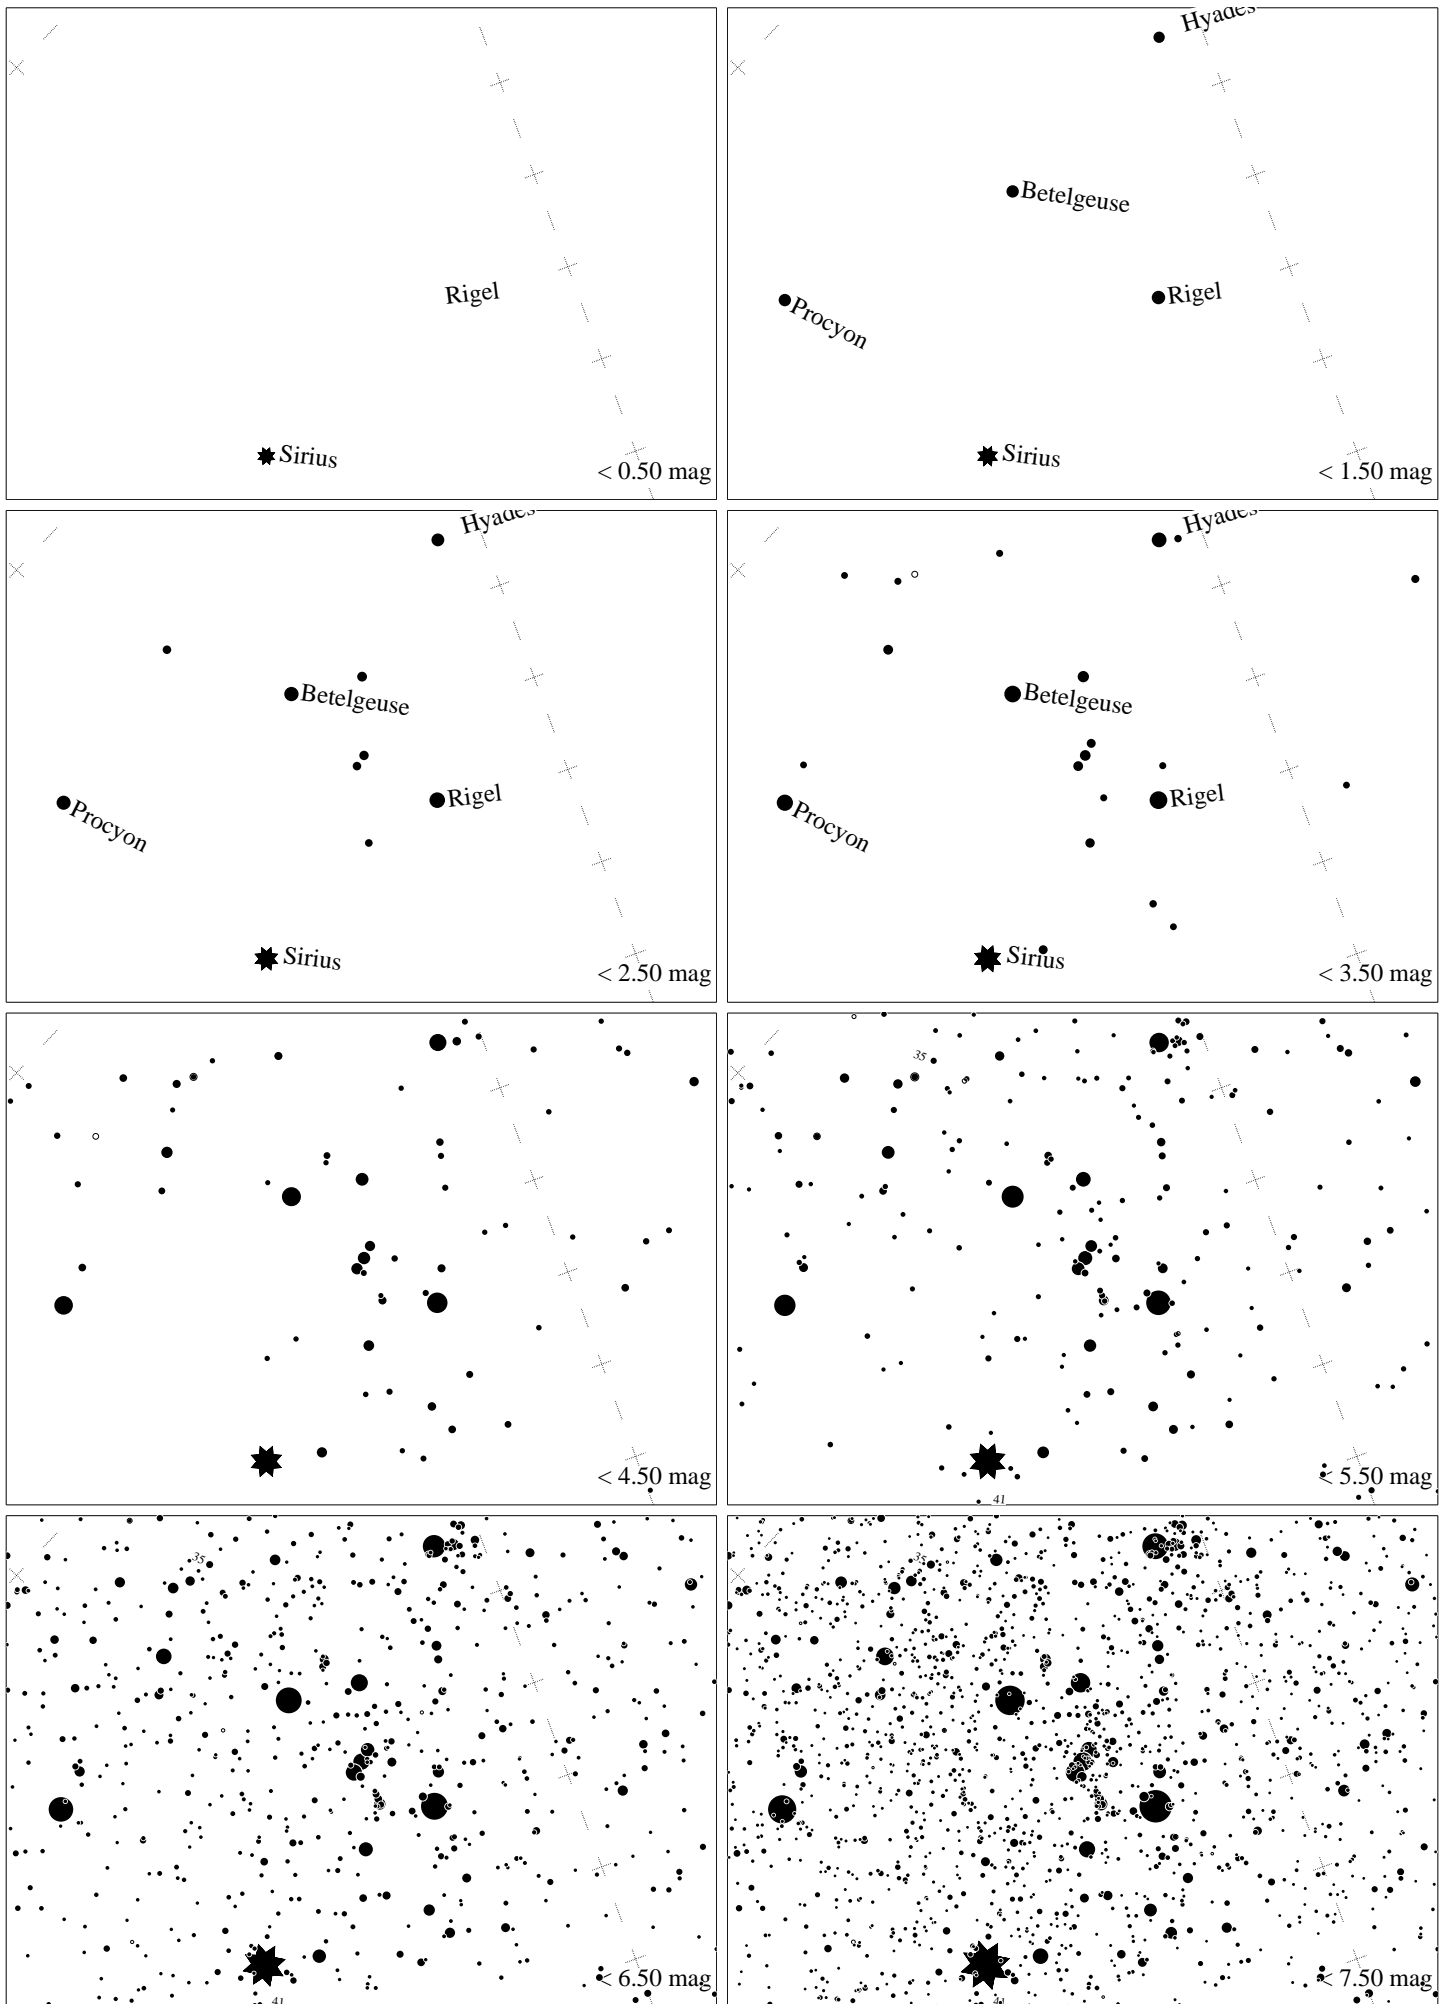 Rigel
Sirius
< 0.50 mag
Hyades
Betelgeuse
Rigel
Procyon
Sirius
< 1.50 mag
Hyades
Betelgeuse
Rigel
Procyon
Sirius
< 2.50 mag
Hyades
Betelgeuse
Rigel
Procyon
Sirius
< 3.50 mag
< 4.50 mag
35
41
< 5.50 mag
35
41
< 6.50 mag
35
41
< 7.50 mag